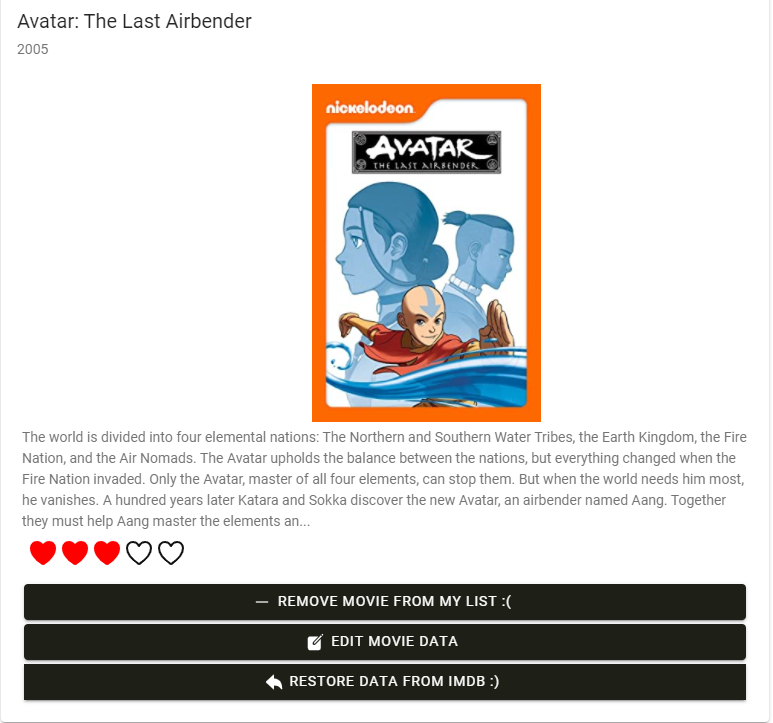 Avatar: The Last Airbender
2005
nickelodeon
AVATAR
THE LAST AIRBENDER
The world is divided into four elemental nations: The Northern and Southern Water Tribes, the Earth Kingdom, the Fire
Nation, and the Air Nomads. The Avatar upholds the balance between the nations, but everything changed when the
Fire Nation invaded. Only the Avatar, master of all four elements, can stop them. But when the world needs him most,
he vanishes. A hundred years later Katara and Sokka discover the new Avatar, an airbender named Aang. Together
they must help Aang master the elements an...
REMOVE MOVIE FROM MY LIST :(
EDIT MOVIE DATA
RESTORE DATA FROM IMDB :)